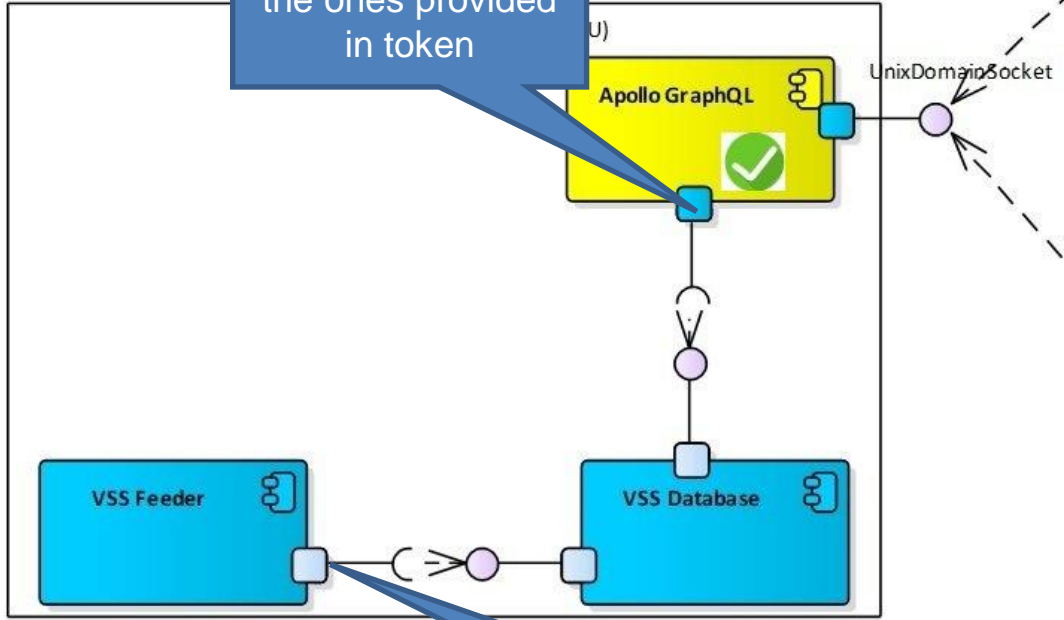 the ones provided
in token
U)
UnixDomainSocket
Apollo GraphQL
VSS Feeder
VSS Database